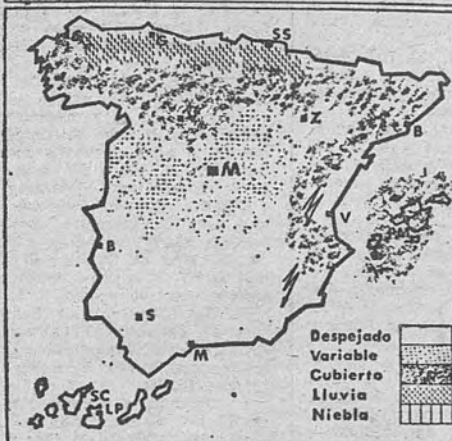 SS
Z
B
M
V
B
S
M
SC
LP
Despejado
Variable
Cubierto
Lluvia
Niebla